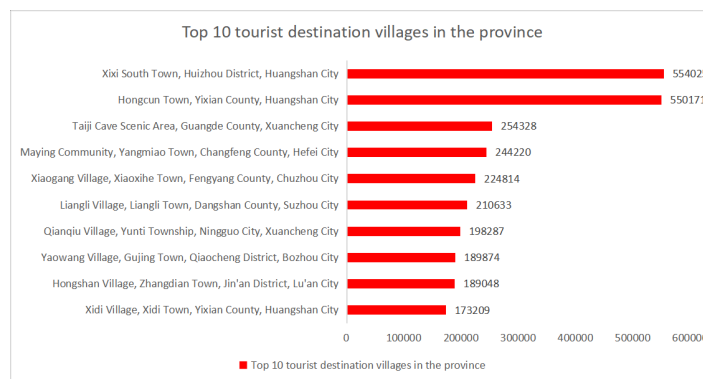 Top 10 tourist destination villages in the province
Xixi South Town, Huizhou District, Huangshan City 554025
Hongcun Town, Yixian County, Huangshan City 550171
Taiji Cave Scenic Area, Guangde County, Xuancheng City 254328
Maying Community, Yangmiao Town, Changfeng County, Hefei City 244220
Xiaogang Village, Xiaoxihe Town, Fengyang County, Chuzhou City 224814
Liangli Village, Liangli Town, Dangshan County, Suzhou City 210633
Qianqiu Village, Yunti Township, Ningguo City, Xuancheng City 198287
Yaowang Village, Gujing Town, Qiaocheng District, Bozhou City 189874
Hongshan Village, Zhangdian Town, Jin'an District, Lu'an City 189048
Xidi Village, Xidi Town, Yixian County, Huangshan City 173209
0 100000 200000 300000 400000 500000 600000
Top 10 tourist destination villages in the province